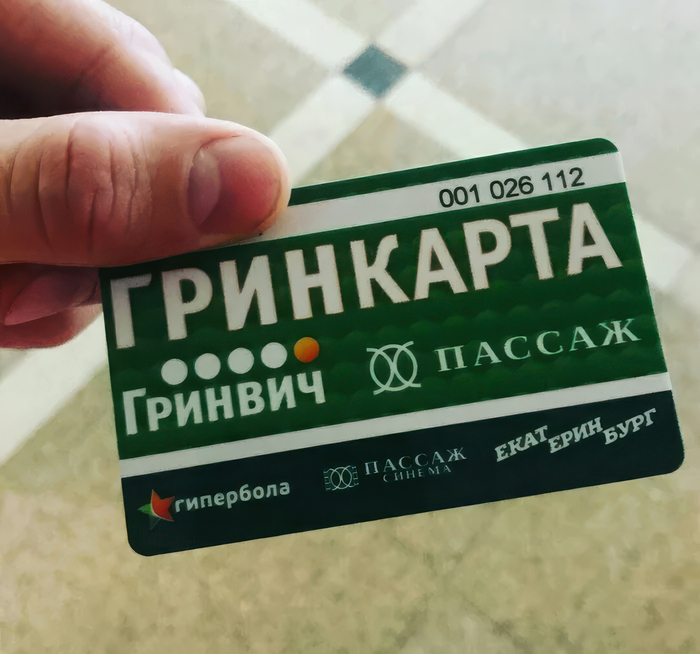 001 026 112
ГРИНКАРТА
ГРИНВИЧ
ПАССАЖ
гипербола
ПАССАЖ
СИНЕМА
ЕКАТ
ЕРИН
БУРГ